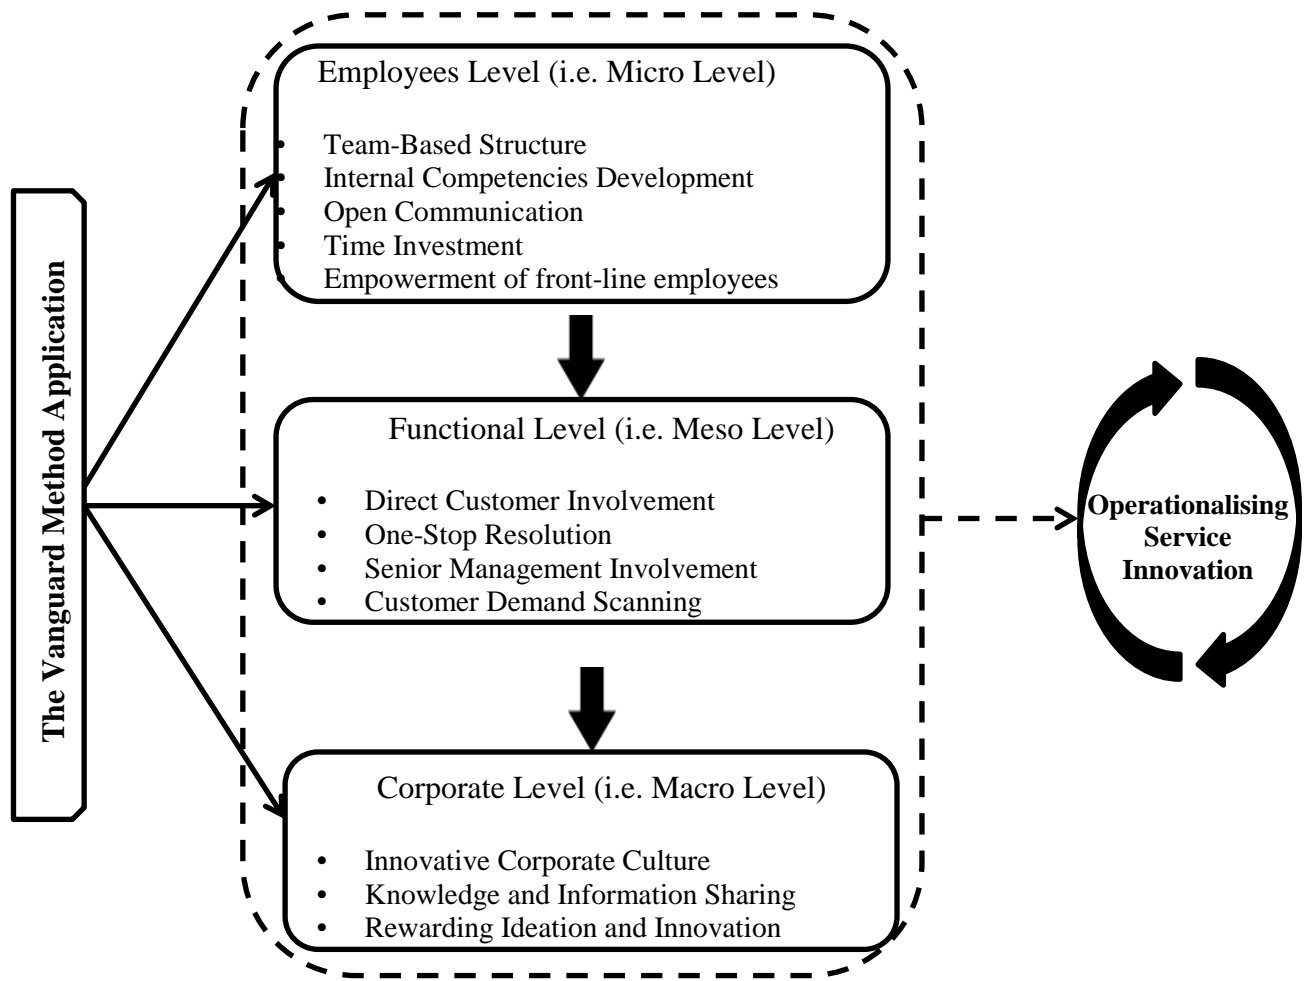 The Vanguard Method Application
Employees Level (i.e. Micro Level)
• Team-Based Structure
• Internal Competencies Development
• Open Communication
• Time Investment
• Empowerment of front-line employees
Functional Level (i.e. Meso Level)
• Direct Customer Involvement
• One-Stop Resolution
• Senior Management Involvement
• Customer Demand Scanning
Corporate Level (i.e. Macro Level)
• Innovative Corporate Culture
• Knowledge and Information Sharing
• Rewarding Ideation and Innovation
Operationalising
Service
Innovation